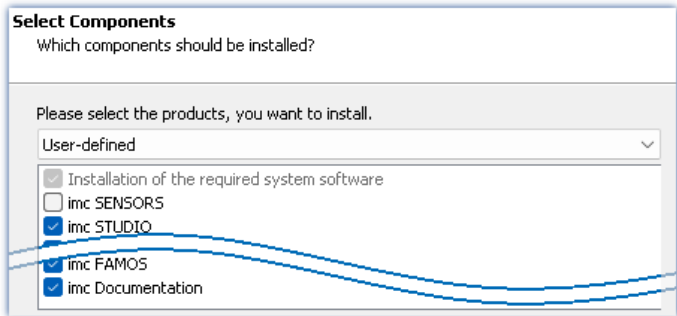 Select Components
Which components should be installed?
Please select the products, you want to install.
User-defined
Installation of the required system software
imc SENSORS
imc STUDIO
imc FAMOS
imc Documentation